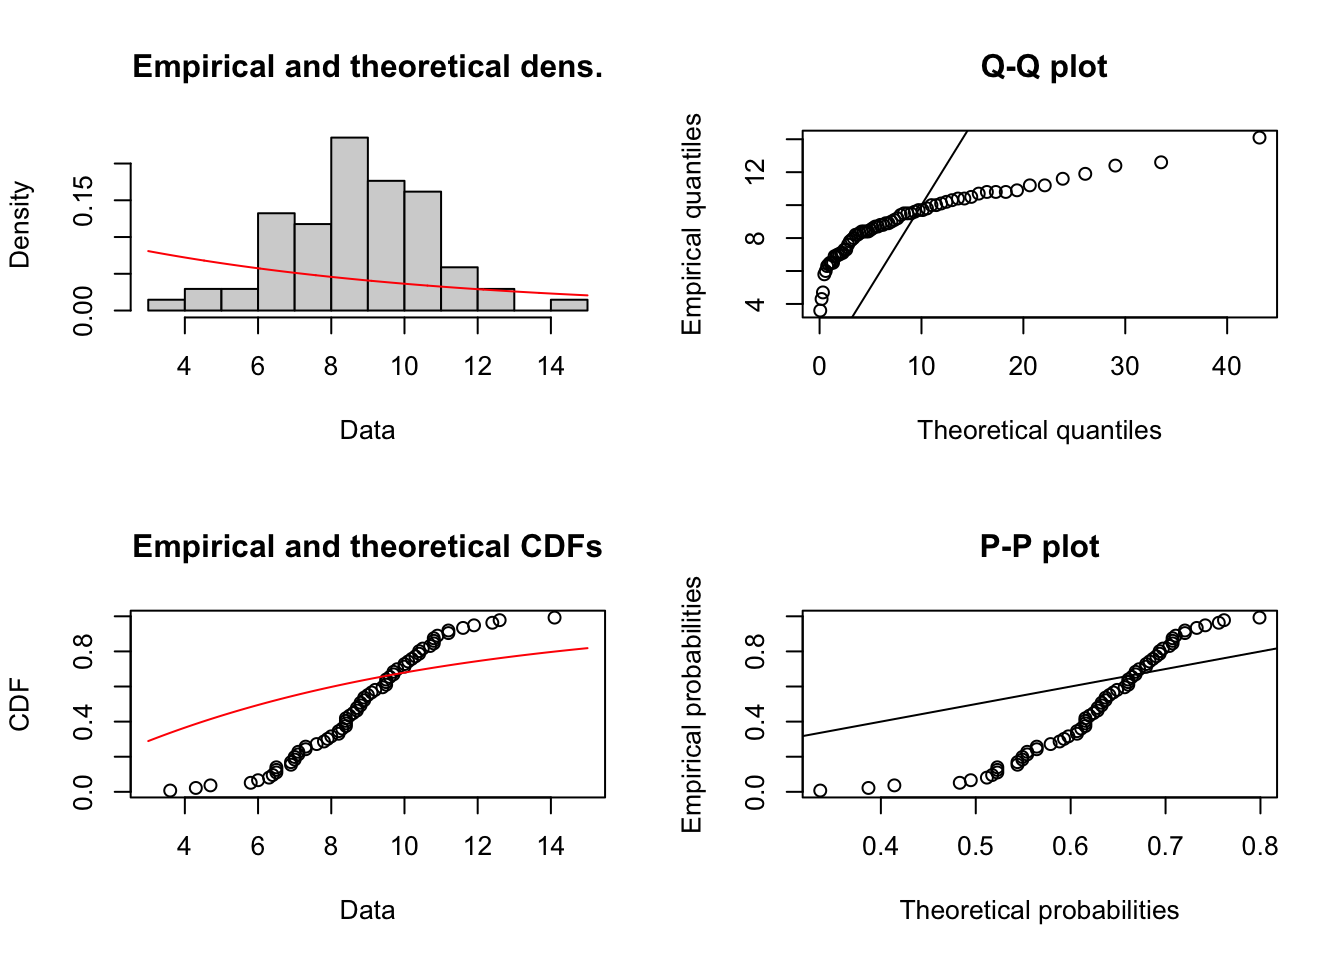 Empirical and theoretical dens.
Density
0.00 0.15
4 6 8 10 12 14
Data
Q-Q plot
Empirical quantiles
4 8 12
0 10 20 30 40
Theoretical quantiles
Empirical and theoretical CDFs
CDF
0.0 0.4 0.8
4 6 8 10 12 14
Data
P-P plot
Empirical probabilities
0.0 0.4 0.8
0.4 0.5 0.6 0.7 0.8
Theoretical probabilities